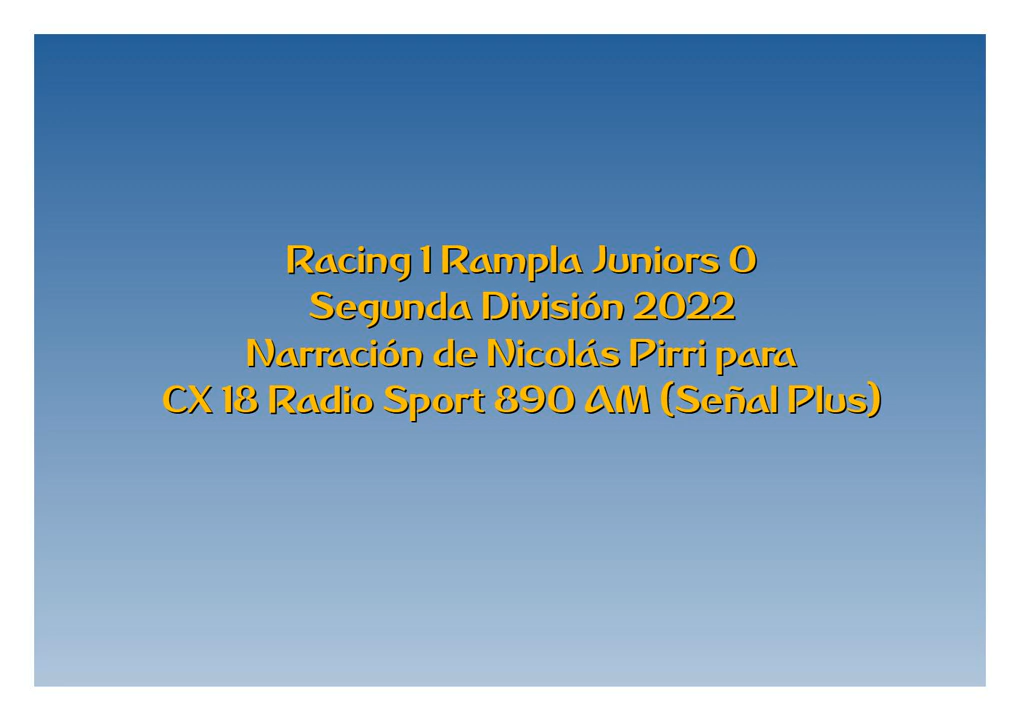 Racing 1 Rampla Juniors 0
Segunda División 2022
Narración de Nicolás Pirri para
CX 18 Radio Sport 890 AM (Señal Plus)